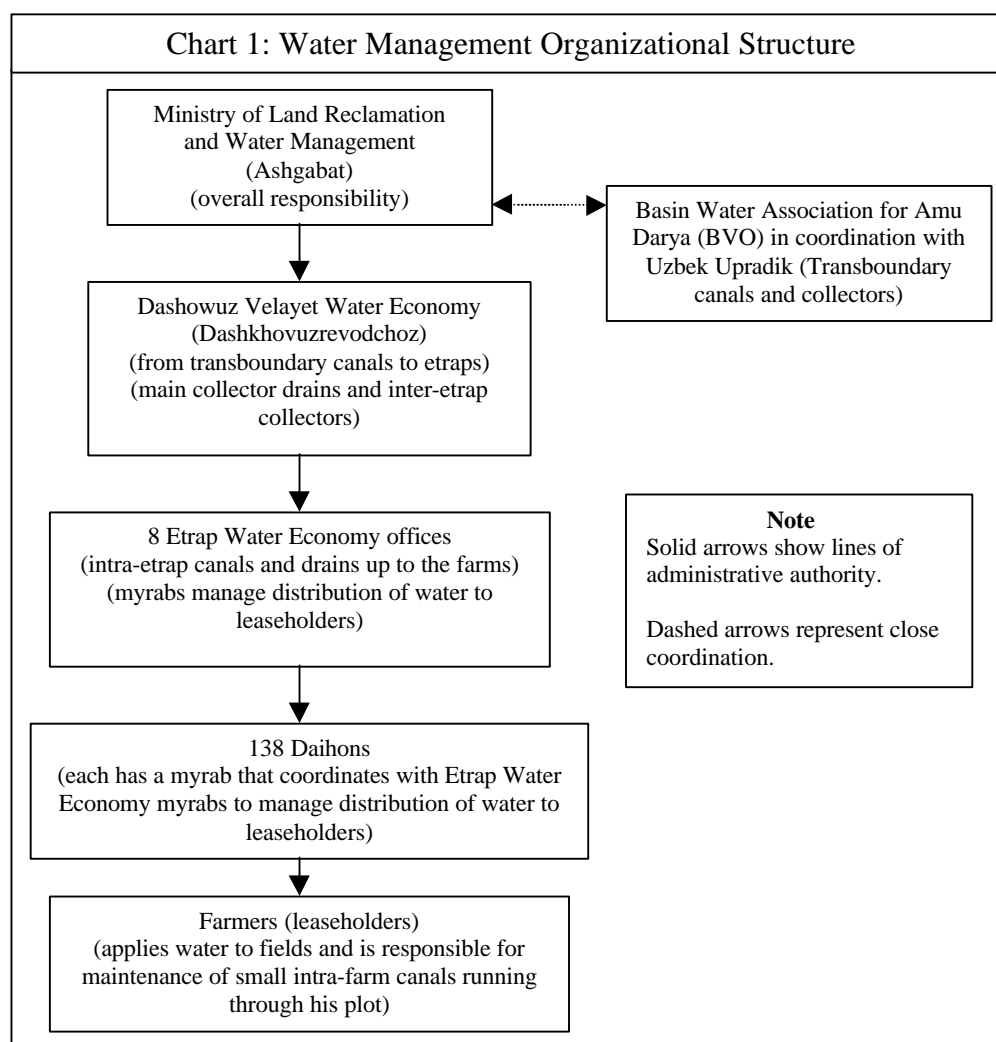 Chart 1: Water Management Organizational Structure
Ministry of Land Reclamation
and Water Management
(Ashgabat)
(overall responsibility)
Basin Water Association for Amu
Darya (BVO) in coordination with
Uzbek Upradik (Transboundary
canals and collectors)
Dashowuz Velayet Water Economy
(Dashkhovuzrevodchoz)
(from transboundary canals to etraps)
(main collector drains and inter-etrap
collectors)
8 Etrap Water Economy offices
(intra-etrap canals and drains up to the farms)
(myrabs manage distribution of water to
leaseholders)
Note
Solid arrows show lines of
administrative authority.
Dashed arrows represent close
coordination.
138 Daihons
(each has a myrab that coordinates with Etrap Water
Economy myrabs to manage distribution of water to
leaseholders)
Farmers (leaseholders)
(applies water to fields and is responsible for
maintenance of small intra-farm canals running
through his plot)